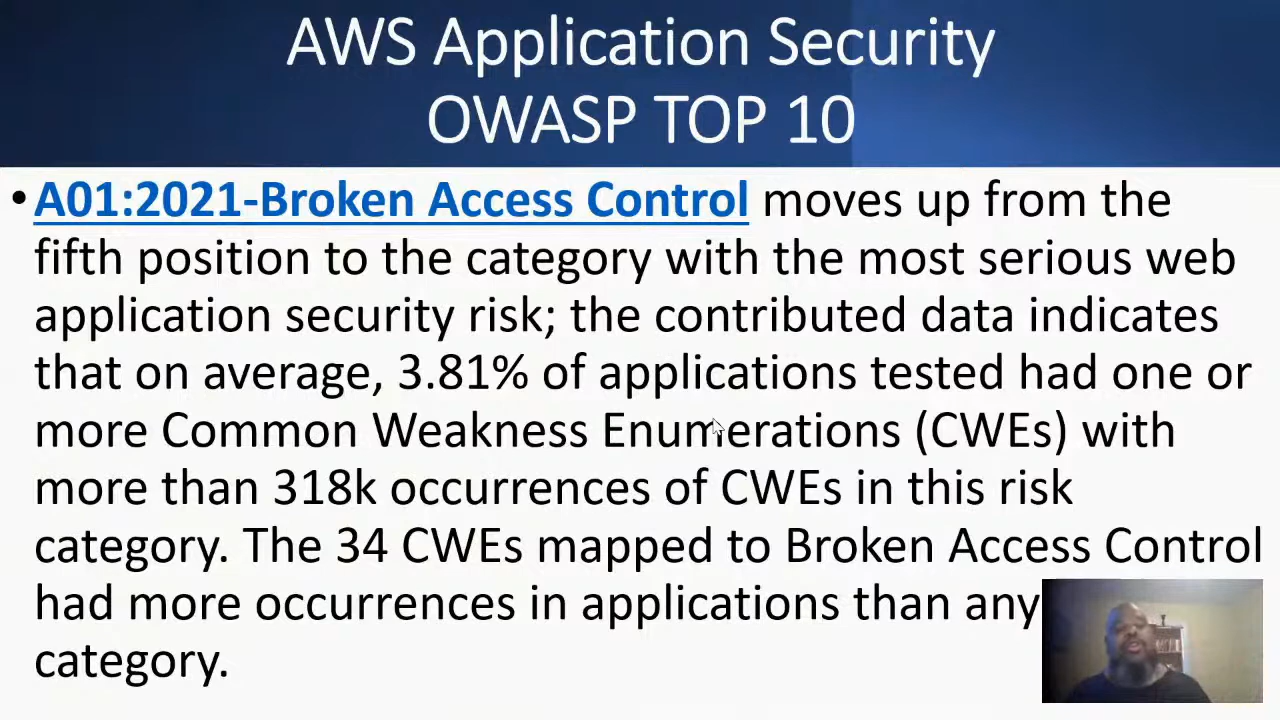 AWS Application Security
OWASP TOP 10
• A01:2021-Broken Access Control moves up from the
fifth position to the category with the most serious web
application security risk; the contributed data indicates
that on average, 3.81% of applications tested had one or
more Common Weakness Enumerations (CWEs) with
more than 318k occurrences of CWEs in this risk
category. The 34 CWEs mapped to Broken Access Control
had more occurrences in applications than any
category.